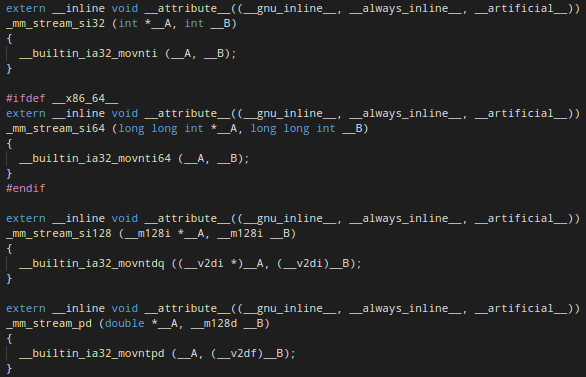 extern __inline void __attribute__((__gnu_inline__, __always_inline__, __artificial__))
_mm_stream_si32 (int *__A, int __B)
{
  __builtin_ia32_movnti (__A, __B);
}

#ifdef __x86_64__
extern __inline void __attribute__((__gnu_inline__, __always_inline__, __artificial__))
_mm_stream_si64 (long long int *__A, long long int __B)
{
  __builtin_ia32_movnti64 (__A, __B);
}
#endif

extern __inline void __attribute__((__gnu_inline__, __always_inline__, __artificial__))
_mm_stream_si128 (__m128i *__A, __m128i __B)
{
  __builtin_ia32_movntdq ((__v2di *)__A, (__v2di)__B);
}

extern __inline void __attribute__((__gnu_inline__, __always_inline__, __artificial__))
_mm_stream_pd (double *__A, __m128d __B)
{
  __builtin_ia32_movntpd (__A, (__v2df)__B);
}